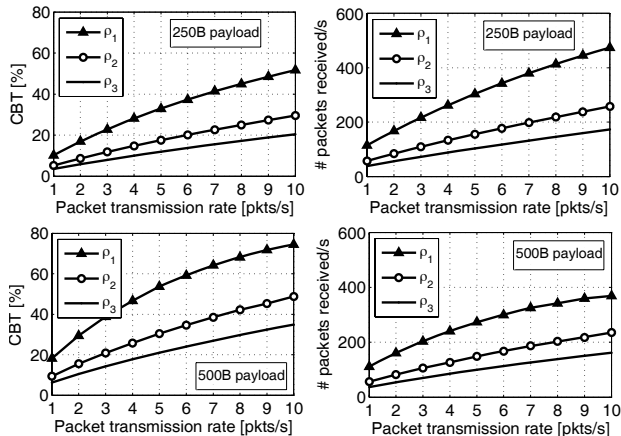 80
60
40
20
0
CBT [%]
ρ1
ρ2
ρ3
250B payload
1 2 3 4 5 6 7 8 9 10
Packet transmission rate [pkts/s]
600
400
200
0
# packets received/s
ρ1
ρ2
ρ3
250B payload
1 2 3 4 5 6 7 8 9 10
Packet transmission rate [pkts/s]
80
60
40
20
0
CBT [%]
ρ1
ρ2
ρ3
500B payload
1 2 3 4 5 6 7 8 9 10
Packet transmission rate [pkts/s]
600
400
200
0
# packets received/s
ρ1
ρ2
ρ3
500B payload
1 2 3 4 5 6 7 8 9 10
Packet transmission rate [pkts/s]